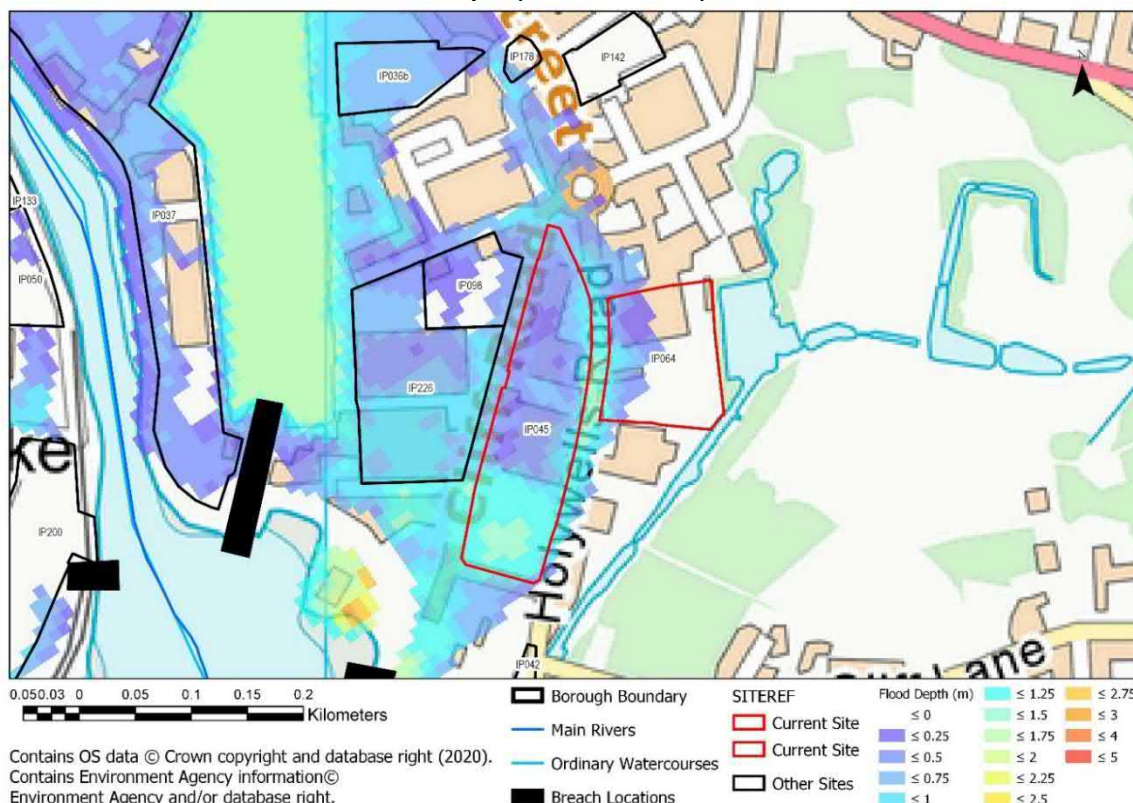 IP178
IP142
IP036b
N
treet
IP133
IP037
IP050
IP098
IP064
IP226
IP045
Holywells Road
ke
IP200
IP042
Lane
0.050.03 0 0.05 0.1 0.15 0.2
Kilometers
Contains OS data © Crown copyright and database right (2020).
Contains Environment Agency information©
Environment Agency and/or database right.
Borough Boundary
Main Rivers
Ordinary Watercourses
Breach Locations
SITEREF
Current Site
Current Site
Other Sites
Flood Depth (m)
≤ 0
≤ 0.25
≤ 0.5
≤ 0.75
≤ 1
≤ 1.25
≤ 1.5
≤ 1.75
≤ 2
≤ 2.25
≤ 2.5
≤ 2.75
≤ 3
≤ 4
≤ 5